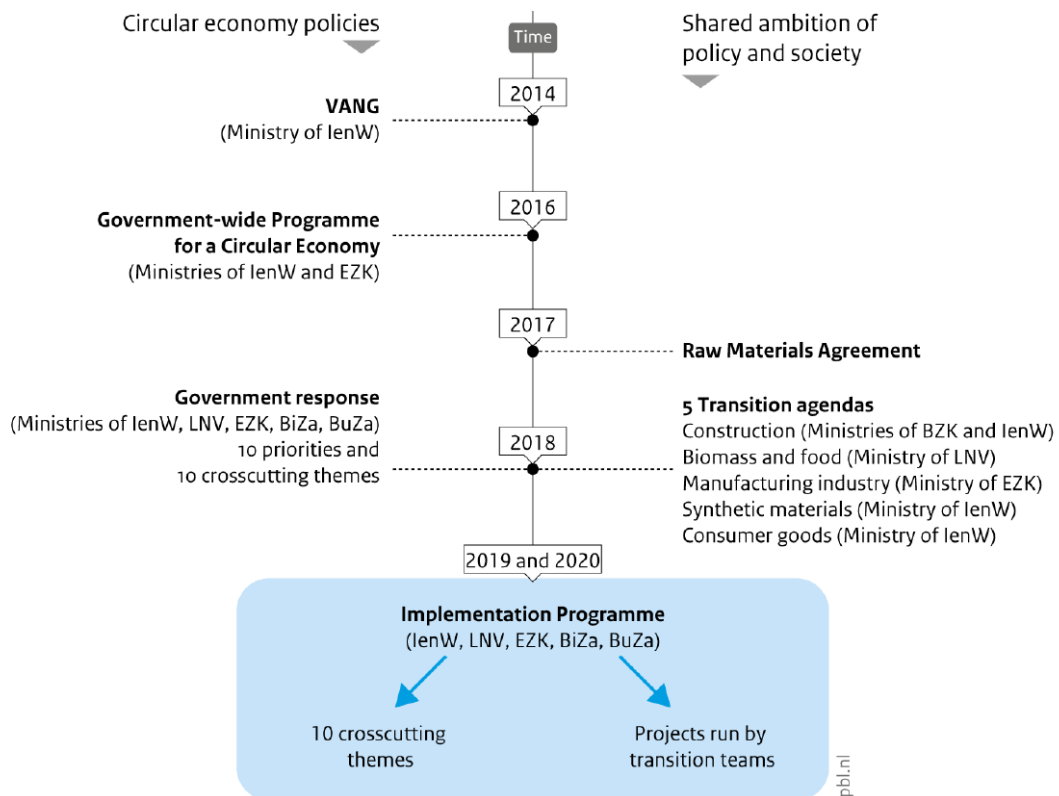 Circular economy policies
Time
Shared ambition of
policy and society
2014
VANG
(Ministry of IenW)
2016
Government-wide Programme
for a Circular Economy
(Ministries of IenW and EZK)
2017
Raw Materials Agreement
Government response
(Ministries of IenW, LNV, EZK, BiZa, BuZa)
10 priorities and
10 crosscutting themes
2018
5 Transition agendas
Construction (Ministries of BZK and IenW)
Biomass and food (Ministry of LNV)
Manufacturing industry (Ministry of EZK)
Synthetic materials (Ministry of IenW)
Consumer goods (Ministry of IenW)
2019 and 2020
Implementation Programme
(IenW, LNV, EZK, BiZa, BuZa)
10 crosscutting
themes
Projects run by
transition teams
pbl.nl